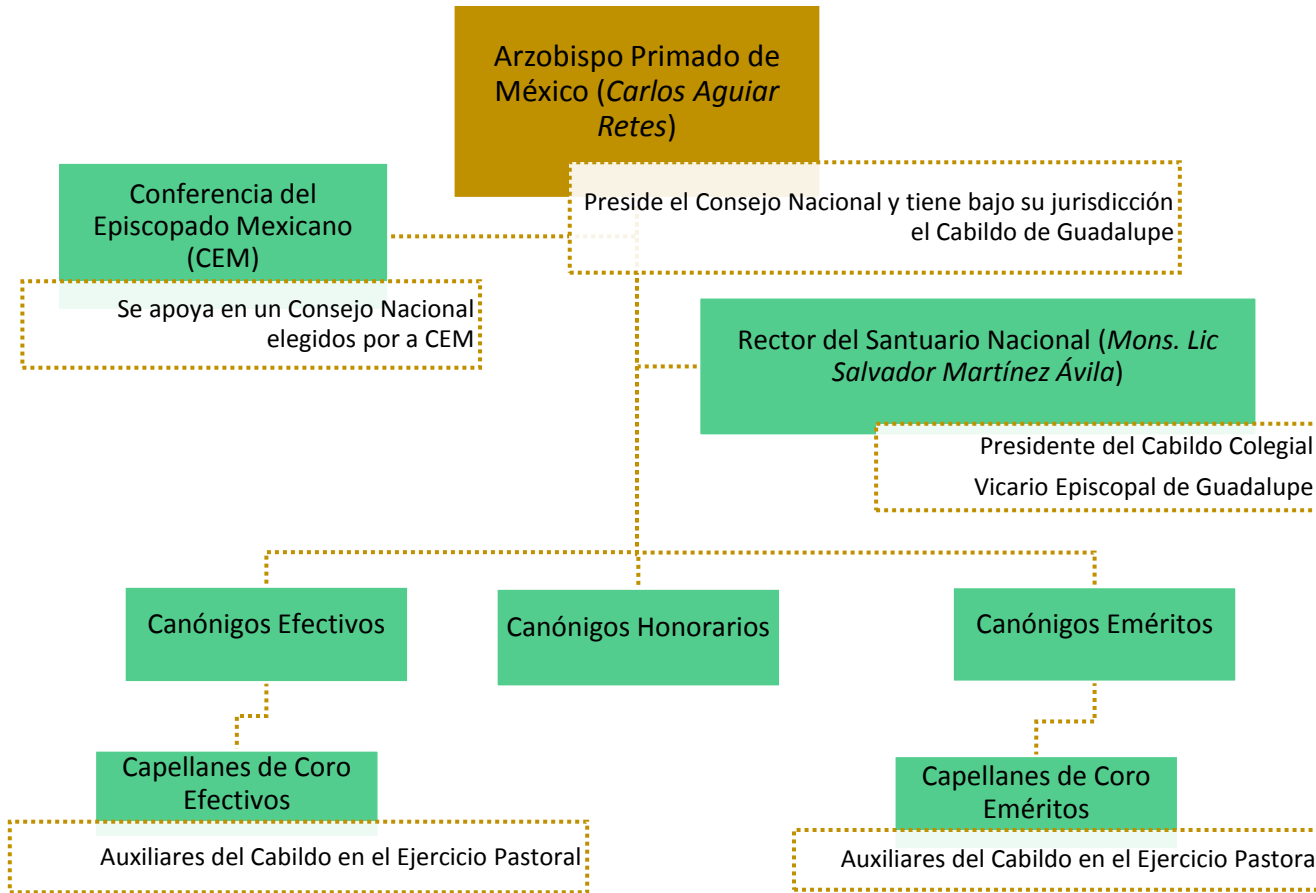 Arzobispo Primado de
México (Carlos Aguiar
Retes)
Preside el Consejo Nacional y tiene bajo su jurisdicción
el Cabildo de Guadalupe
Conferencia del
Episcopado Mexicano
(CEM)
Se apoya en un Consejo Nacional
elegidos por a CEM
Rector del Santuario Nacional (Mons. Lic
Salvador Martínez Ávila)
Presidente del Cabildo Colegial
Vicario Episcopal de Guadalupe
Canónigos Efectivos
Canónigos Honorarios
Canónigos Eméritos
Capellanes de Coro
Efectivos
Auxiliares del Cabildo en el Ejercicio Pastoral
Capellanes de Coro
Eméritos
Auxiliares del Cabildo en el Ejercicio Pastora